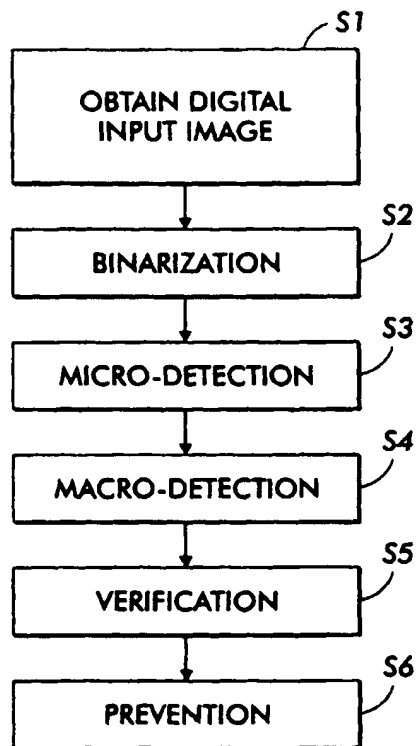 S1
OBTAIN DIGITAL
INPUT IMAGE
S2
BINARIZATION
S3
MICRO-DETECTION
S4
MACRO-DETECTION
S5
VERIFICATION
S6
PREVENTION